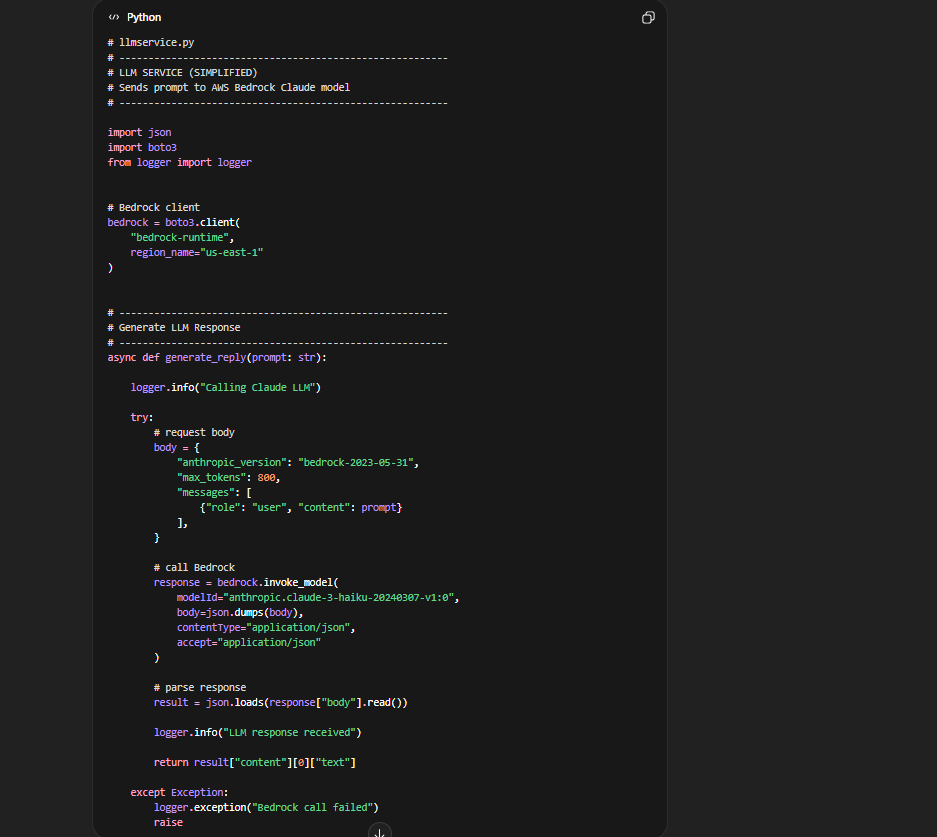 Python
# llmservice.py
# ---------------------------------------------------------
# LLM SERVICE (SIMPLIFIED)
# Sends prompt to AWS Bedrock Claude model
# ---------------------------------------------------------
import json
import boto3
from logger import logger
# Bedrock client
bedrock = boto3.client(
    "bedrock-runtime",
    region_name="us-east-1"
)
# ---------------------------------------------------------
# Generate LLM Response
# ---------------------------------------------------------
async def generate_reply(prompt: str):
    logger.info("Calling Claude LLM")
    try:
        # request body
        body = {
            "anthropic_version": "bedrock-2023-05-31",
            "max_tokens": 800,
            "messages": [
                {"role": "user", "content": prompt}
            ],
        }
        # call Bedrock
        response = bedrock.invoke_model(
            modelId="anthropic.claude-3-haiku-20240307-v1:0",
            body=json.dumps(body),
            contentType="application/json",
            accept="application/json"
        )
        # parse response
        result = json.loads(response["body"].read())
        logger.info("LLM response received")
        return result["content"][0]["text"]
    except Exception:
        logger.exception("Bedrock call failed")
        raise